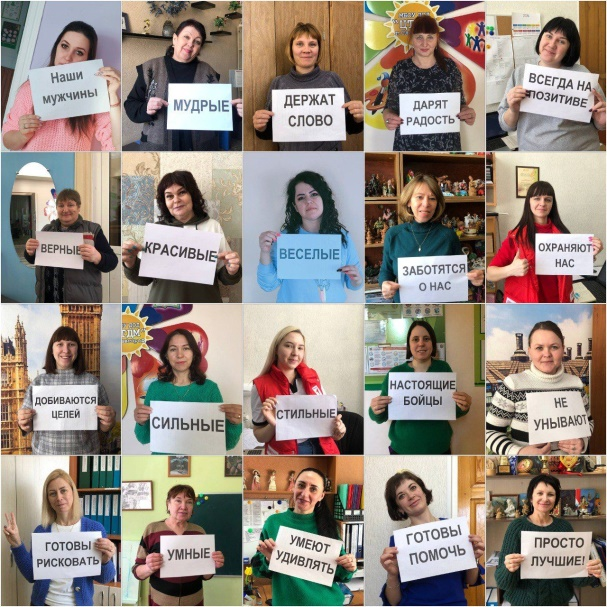 Наши
мужчины
МУДРЫЕ
ДЕРЖАТ
СЛОВО
ДАРЯТ
РАДОСТЬ
ВСЕГДА НА
ПОЗИТИВЕ
ВЕРНЫЕ
КРАСИВЫЕ
ВЕСЕЛЫЕ
ЗАБОТЯТСЯ
О НАС
ОХРАНЯЮТ
НАС
ДОБИВАЮТСЯ
ЦЕЛЕЙ
СИЛЬНЫЕ
СТИЛЬНЫЕ
НАСТОЯЩИЕ
БОЙЦЫ
НЕ
УНЫВАЮТ
ГОТОВЫ
РИСКОВАТЬ
УМНЫЕ
УМЕЮТ
УДИВЛЯТЬ
ГОТОВЫ
ПОМОЧЬ
ПРОСТО
ЛУЧШИЕ!